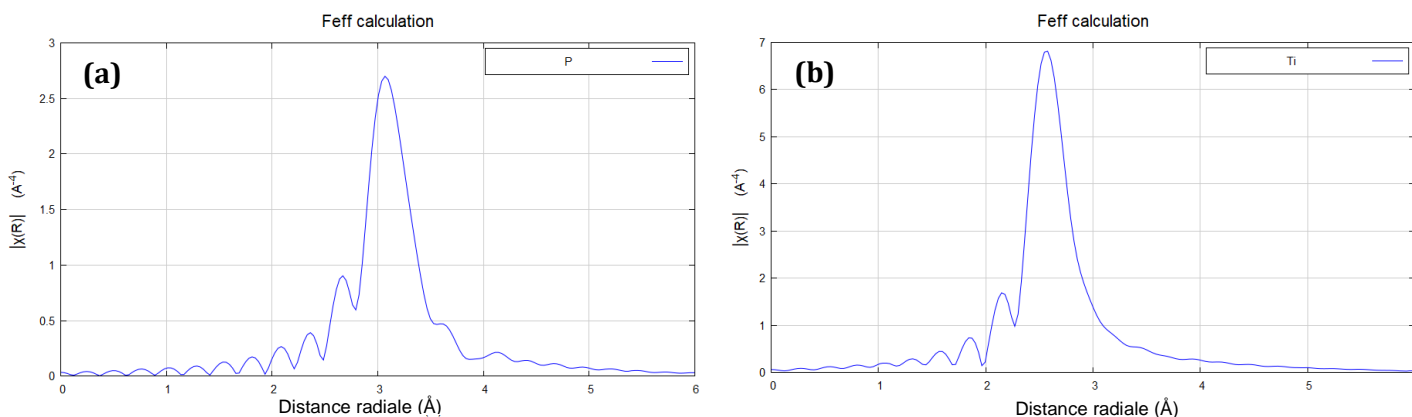 Feff calculation
(a)
P
3
2.5
2
1.5
1
0.5
0
|χ(R)| (A⁻⁴)
0 1 2 3 4 5 6
Distance radiale (Å)
Feff calculation
(b)
Ti
7
6
5
4
3
2
1
0
|χ(R)| (A⁻⁴)
0 1 2 3 4 5
Distance radiale (Å)